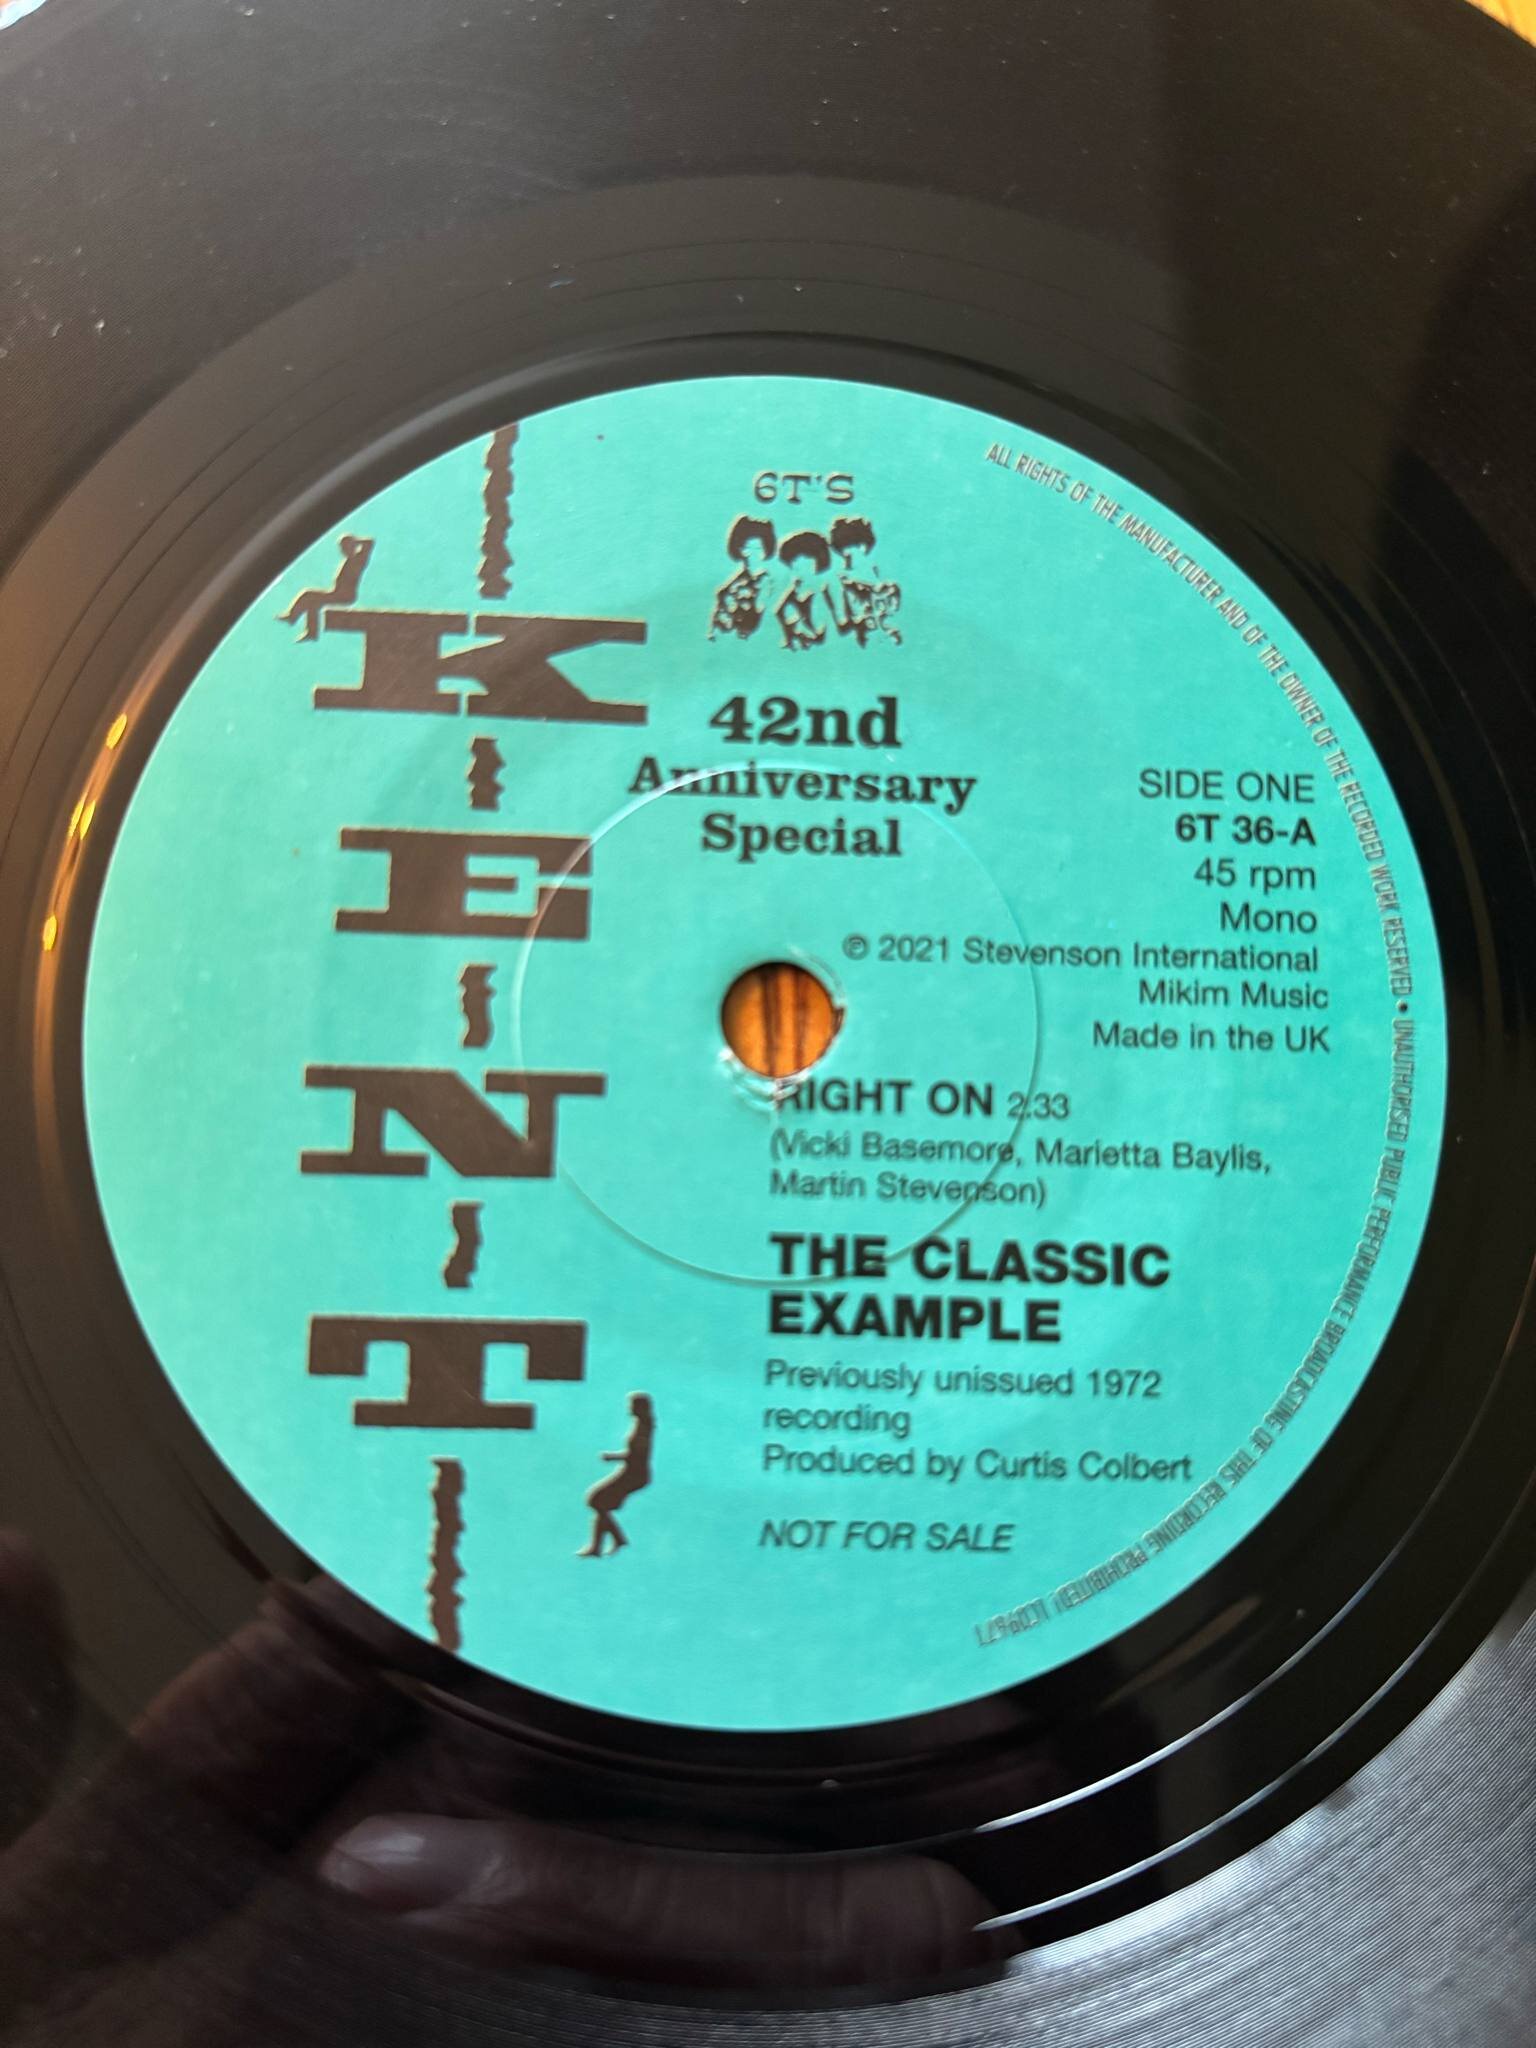 K-E-N-T
6T'S
42nd
Anniversary
Special
SIDE ONE
6T 36-A
45 rpm
Mono
℗ 2021 Stevenson International
Mikim Music
Made in the UK
RIGHT ON 2.33
(Vicki Basemore, Marietta Baylis,
Martin Stevenson)
THE CLASSIC
EXAMPLE
Previously unissued 1972
recording
Produced by Curtis Colbert
NOT FOR SALE
ALL RIGHTS OF THE MANUFACTURER AND OF THE OWNER OF THE RECORDED WORK RESERVED • UNAUTHORISED PUBLIC PERFORMANCE BROADCASTING OF THIS RECORDING PROHIBITED